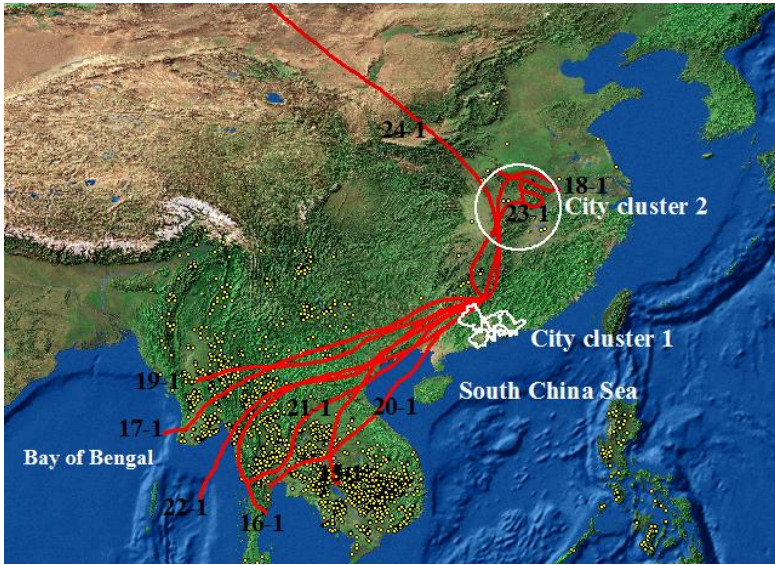 24-1
18-1
23-1
City cluster 2
City cluster 1
19-1
South China Sea
21-1
20-1
17-1
Bay of Bengal
22-1
16-1